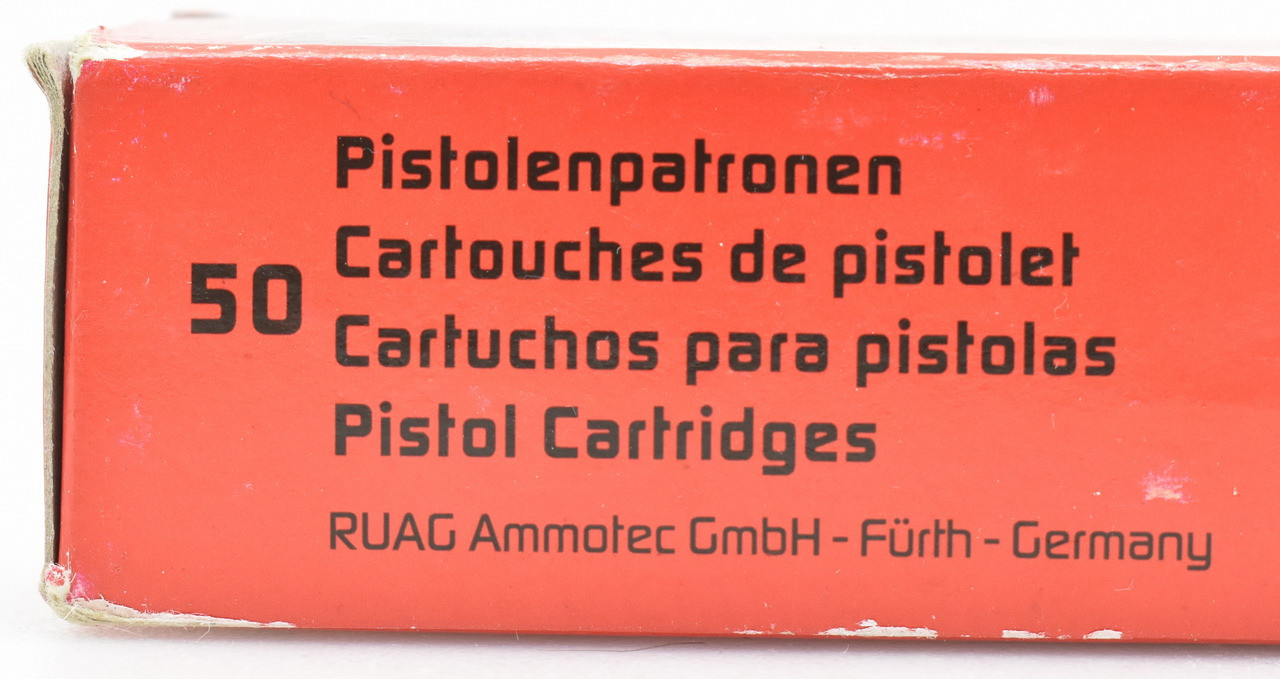 50
Pistolenpatronen
Cartouches de pistolet
Cartuchos para pistolas
Pistol Cartridges
RUAG Ammotec GmbH - Fürth - Germany